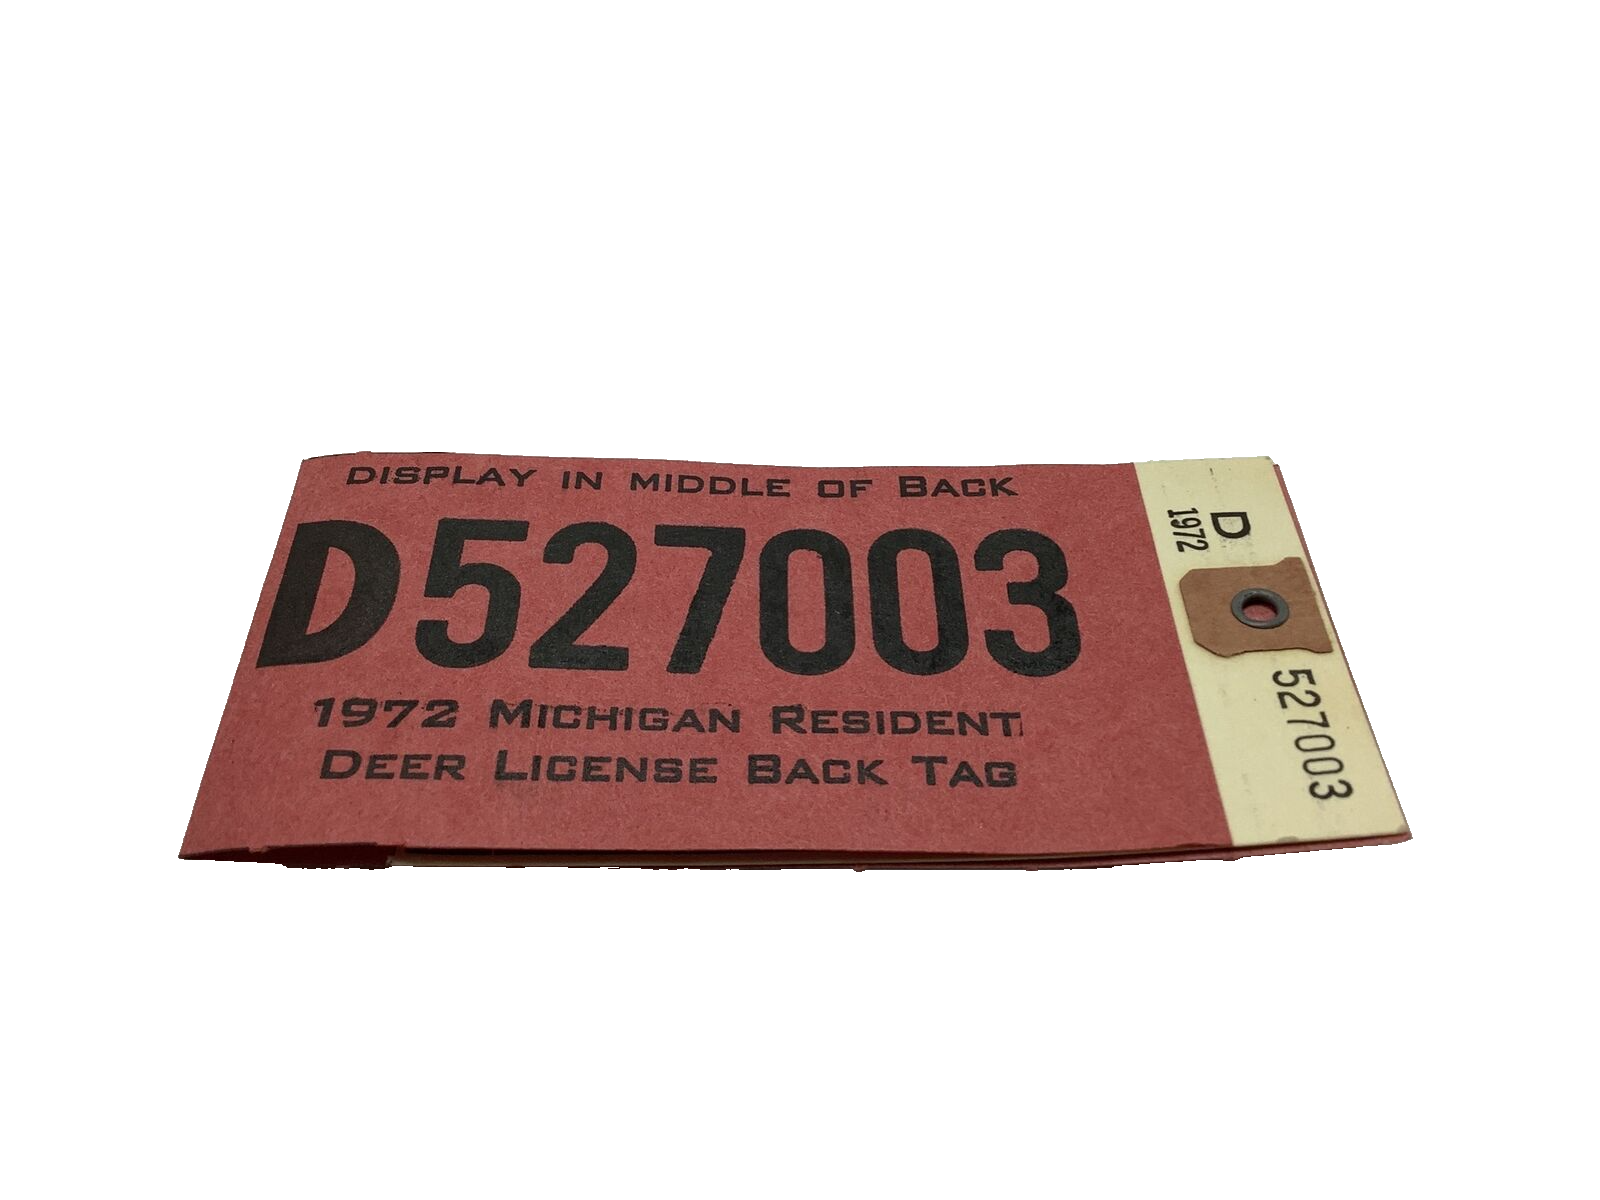 DISPLAY IN MIDDLE OF BACK
D527003
1972 MICHIGAN RESIDENT
DEER LICENSE BACK TAG
D
1972
527003